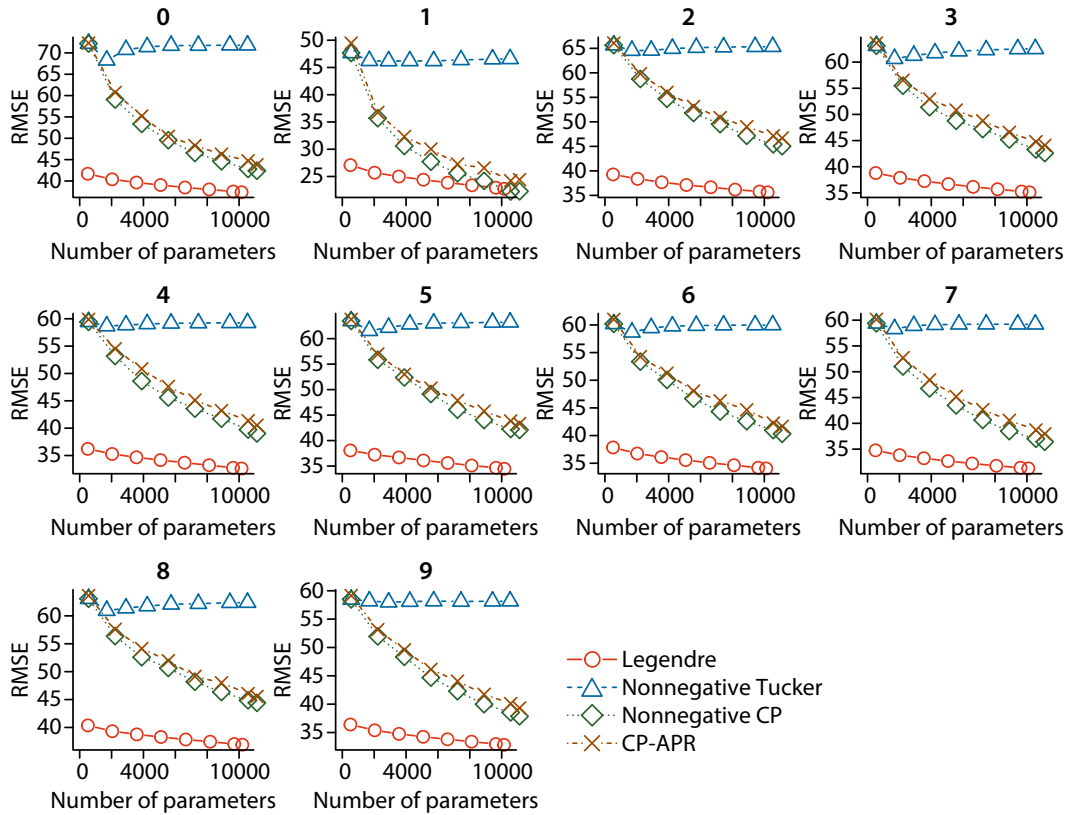 0
RMSE
70
65
60
55
50
45
40
0 4000 10000
Number of parameters
1
RMSE
50
45
40
35
30
25
0 4000 10000
Number of parameters
2
RMSE
65
60
55
50
45
40
35
0 4000 10000
Number of parameters
3
RMSE
60
55
50
45
40
35
0 4000 10000
Number of parameters
4
RMSE
60
55
50
45
40
35
0 4000 10000
Number of parameters
5
RMSE
60
55
50
45
40
35
0 4000 10000
Number of parameters
6
RMSE
60
55
50
45
40
35
0 4000 10000
Number of parameters
7
RMSE
60
55
50
45
40
35
0 4000 10000
Number of parameters
8
RMSE
60
55
50
45
40
0 4000 10000
Number of parameters
9
RMSE
60
55
50
45
40
35
0 4000 10000
Number of parameters
Legendre
Nonnegative Tucker
Nonnegative CP
CP-APR